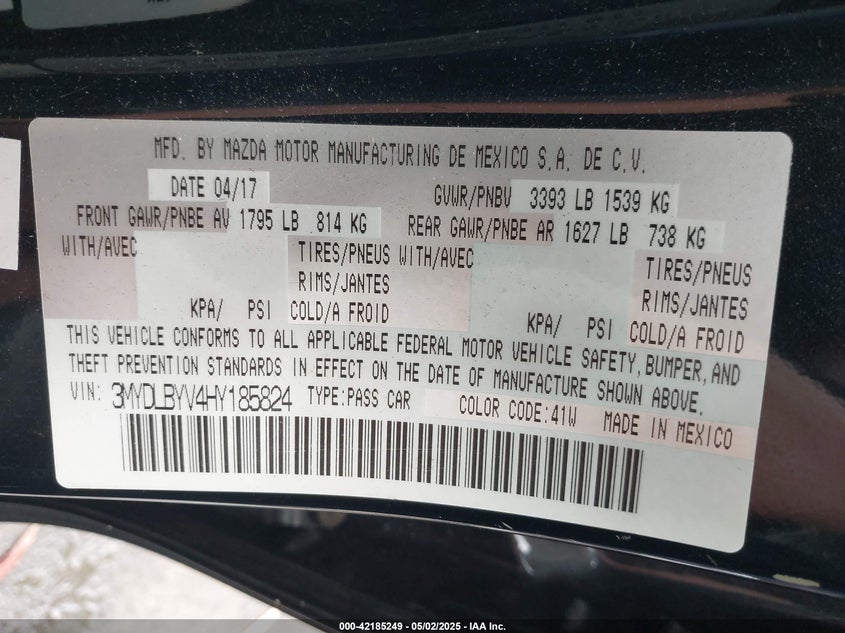 MFD. BY MAZDA MOTOR MANUFACTURING DE MEXICO S.A. DE C.V.
DATE 04/17 GVWR/PNBV 3393 LB 1539 KG
FRONT GAWR/PNBE AV 1795 LB 814 KG REAR GAWR/PNBE AR 1627 LB 738 KG
WITH/AVEC TIRES/PNEUS WITH/AVEC TIRES/PNEUS
RIMS/JANTES RIMS/JANTES
KPA/ PSI COLD/A FROID KPA/ PSI COLD/A FROID
THIS VEHICLE CONFORMS TO ALL APPLICABLE FEDERAL MOTOR VEHICLE SAFETY, BUMPER, AND
THEFT PREVENTION STANDARDS IN EFFECT ON THE DATE OF MANUFACTURE SHOWN ABOVE.
VIN: 3MYDLBYV4HY185824 TYPE:PASS CAR COLOR CODE:41W MADE IN MEXICO
000-42185249 - 05/02/2025 - IAA Inc.